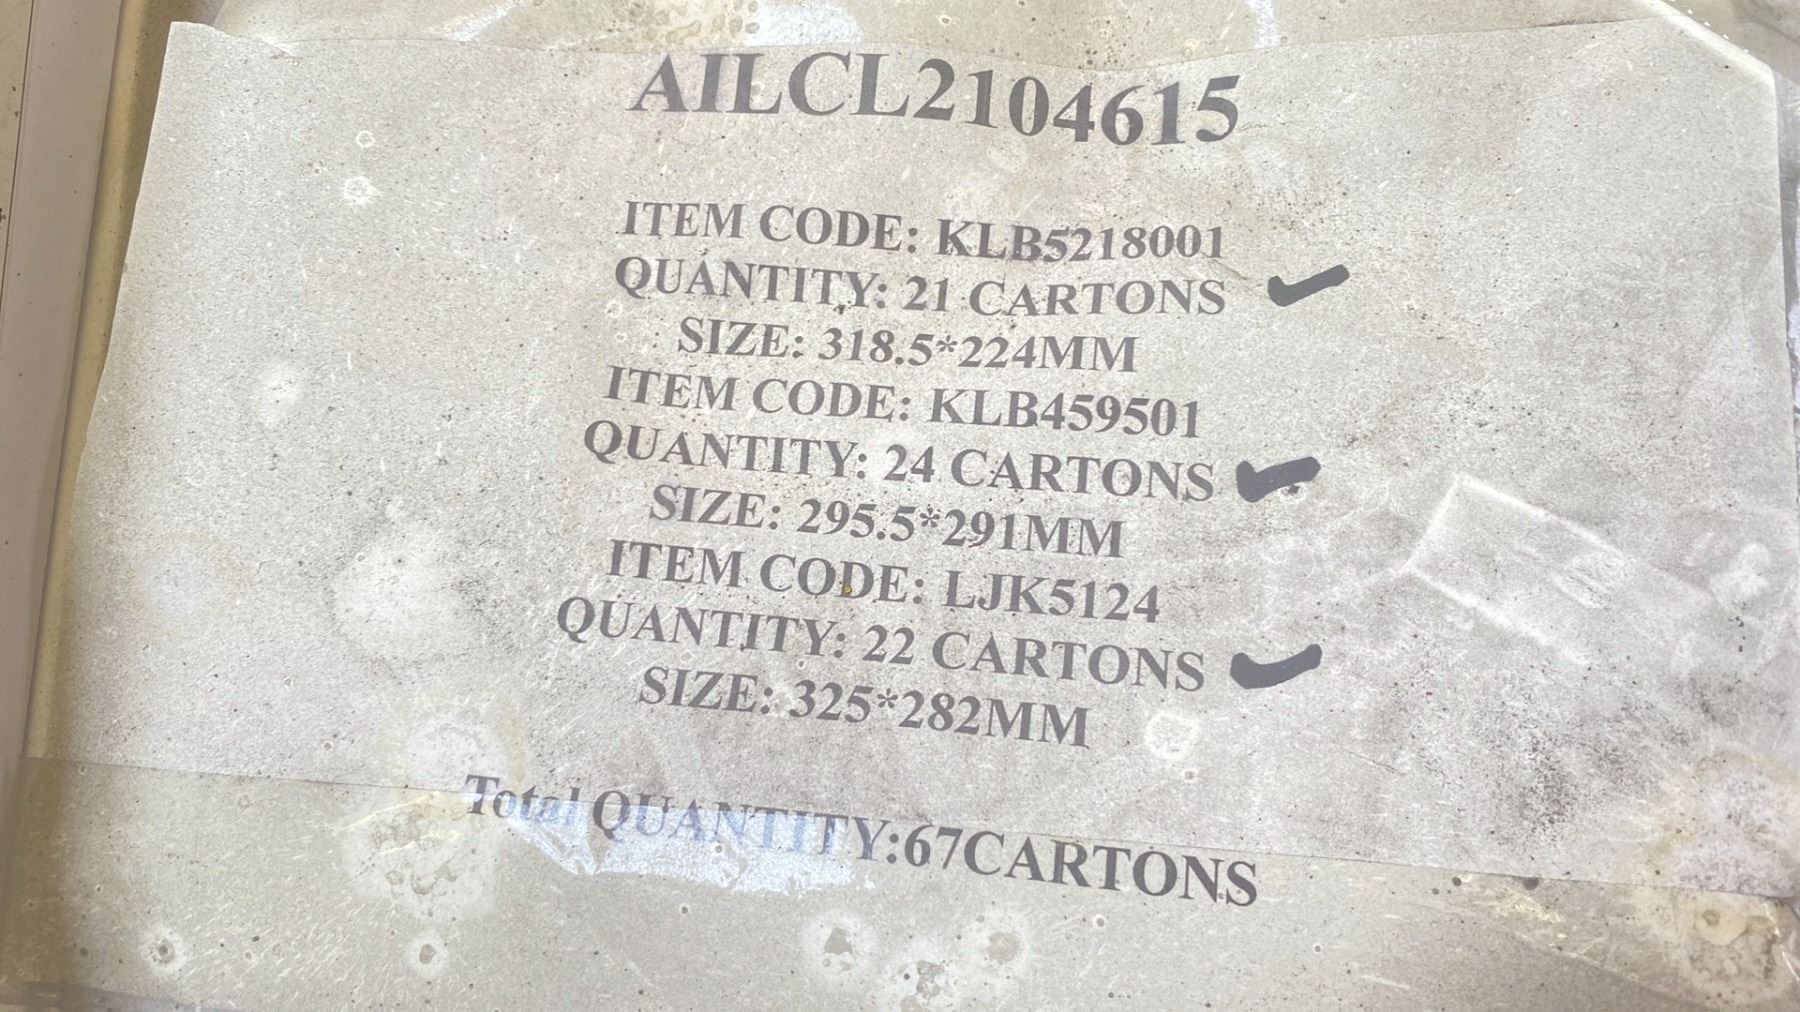 AILCL2104615
ITEM CODE: KLB5218001
QUANTITY: 21 CARTONS
SIZE: 318.5*224MM
ITEM CODE: KLB459501
QUANTITY: 24 CARTONS
SIZE: 295.5*291MM
ITEM CODE: LJK5124
QUANTITY: 22 CARTONS
SIZE: 325*282MM
Total QUANTITY:67CARTONS